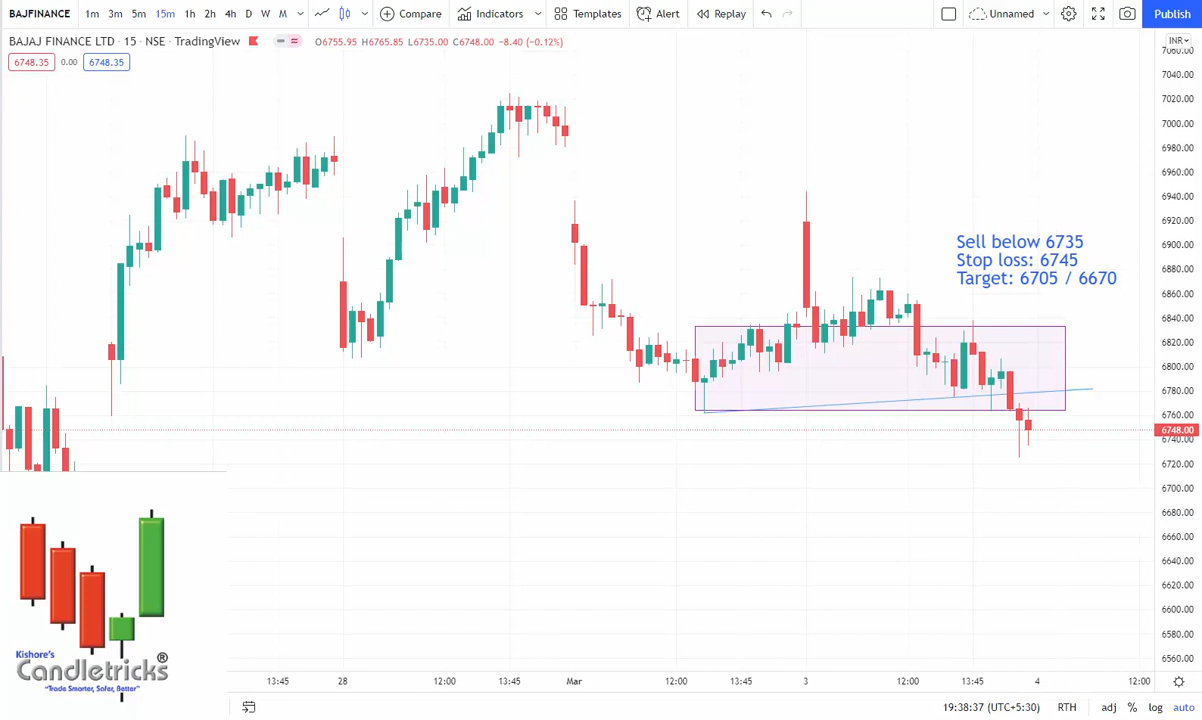 BAJFINANCE 1m 3m 5m 15m 1h 2h 4h D W M Compare Indicators Templates Alert Replay Unnamed Publish
BAJAJ FINANCE LTD · 15 · NSE · TradingView O6755.95 H6765.85 L6735.00 C6748.00 -8.40 (-0.12%)
INR
6748.35 0.00 6748.35
7060.00
7040.00
7020.00
7000.00
6980.00
6960.00
6940.00
6920.00
6900.00
6880.00
6860.00
6840.00
6820.00
6800.00
6780.00
6760.00
6748.00
6740.00
6720.00
6700.00
6680.00
6660.00
6640.00
6620.00
6600.00
6580.00
6560.00
Sell below 6735
Stop loss: 6745
Target: 6705 / 6670
Kishore's
Candletricks®
"Trade Smarter, Safer, Better"
13:45 28 12:00 13:45 Mar 12:00 13:45 3 12:00 13:45 4 12:00
19:38:37 (UTC+5:30) RTH adj % log auto